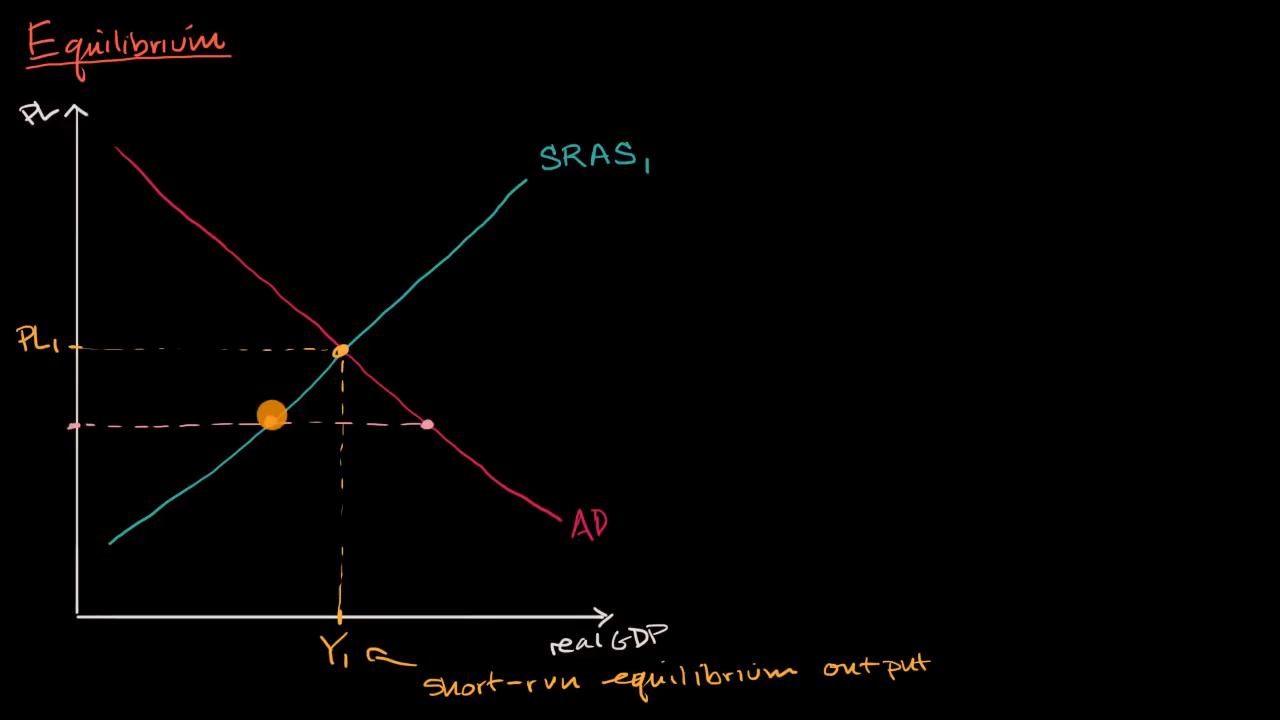 Equilibrium
PL
SRAS₁
PL₁
AD
real GDP
Y₁
short-run equilibrium output